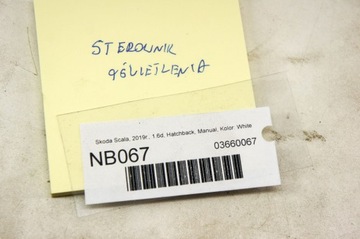 STEROWNIK
OŚWIETLENIA
Skoda Scala, 2019r., 1.6d, Hatchback, Manual, Kolor: White
NB067
03660067